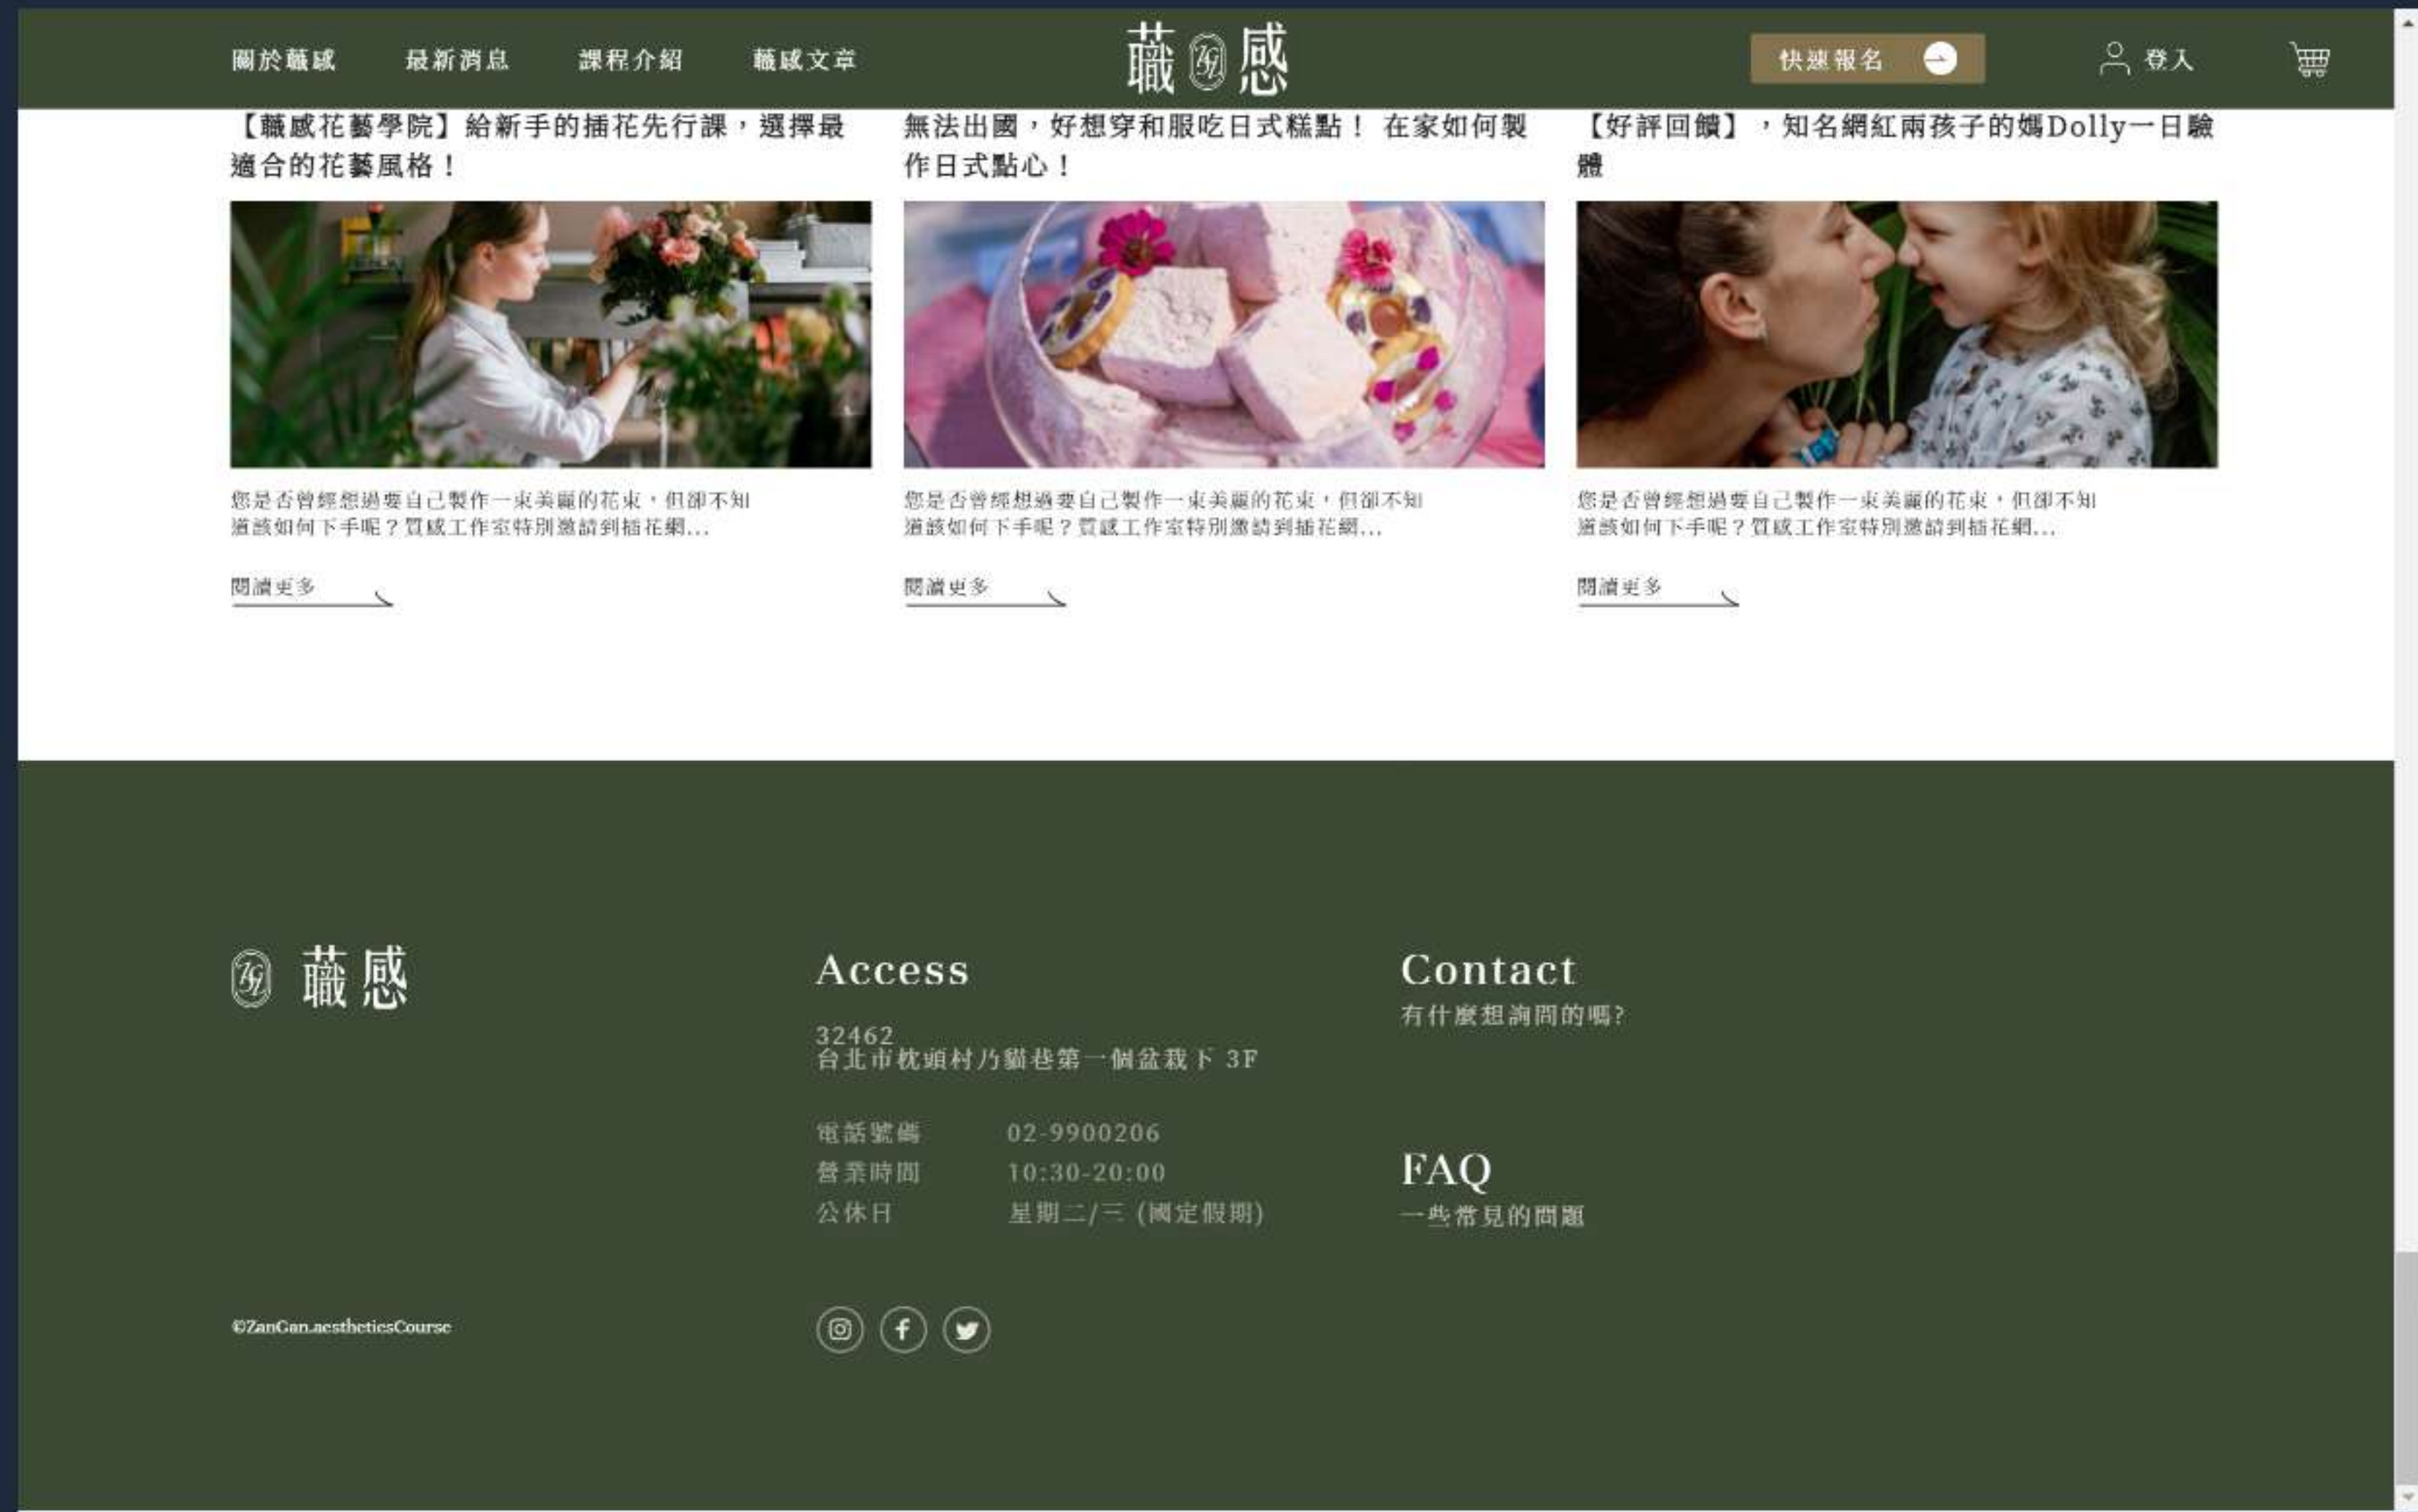 關於蘵感
最新消息
課程介紹
蘵感文章
蘵感
快速報名
登入
【蘵感花藝學院】給新手的插花先行課，選擇最
適合的花藝風格！
無法出國，好想穿和服吃日式糕點！ 在家如何製
作日式點心！
【好評回饋】，知名網紅兩孩子的媽Dolly一日驗
體
您是否曾經想過要自己製作一束美麗的花束，但卻不知
道該如何下手呢？質感工作室特別邀請到插花網...
閱讀更多
您是否曾經想過要自己製作一束美麗的花束，但卻不知
道該如何下手呢？質感工作室特別邀請到插花網...
閱讀更多
您是否曾經想過要自己製作一束美麗的花束，但卻不知
道該如何下手呢？質感工作室特別邀請到插花網...
閱讀更多
蘵感
©ZanGan.aestheticsCourse
Access
32462
台北市枕頭村乃貓巷第一個盆栽下 3F
電話號碼 02-9900206
營業時間 10:30-20:00
公休日 星期二/三 (國定假期)
Contact
有什麼想詢問的嗎?
FAQ
一些常見的問題